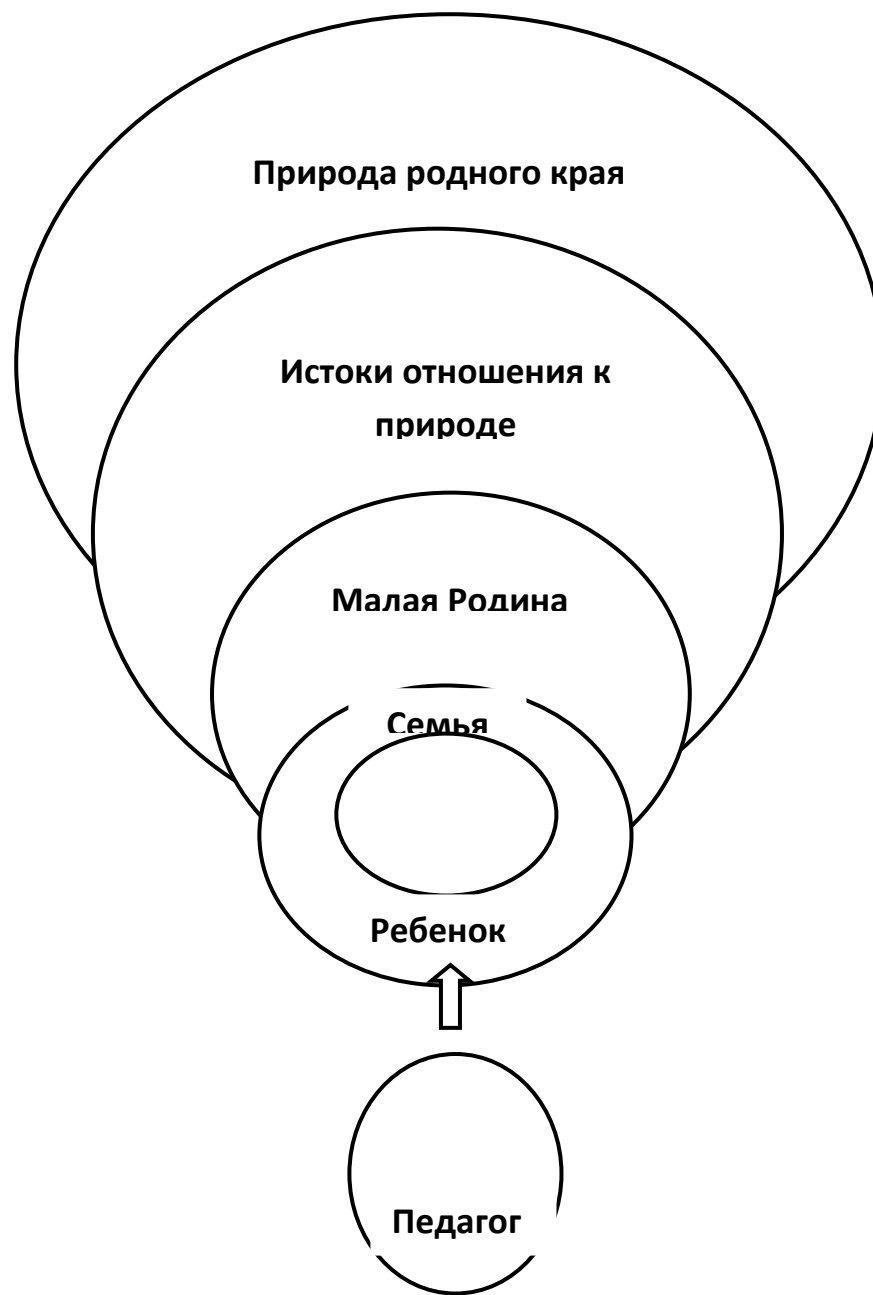 Природа родного края
Истоки отношения к
природе
Малая Родина
Семья
Ребенок
Педагог